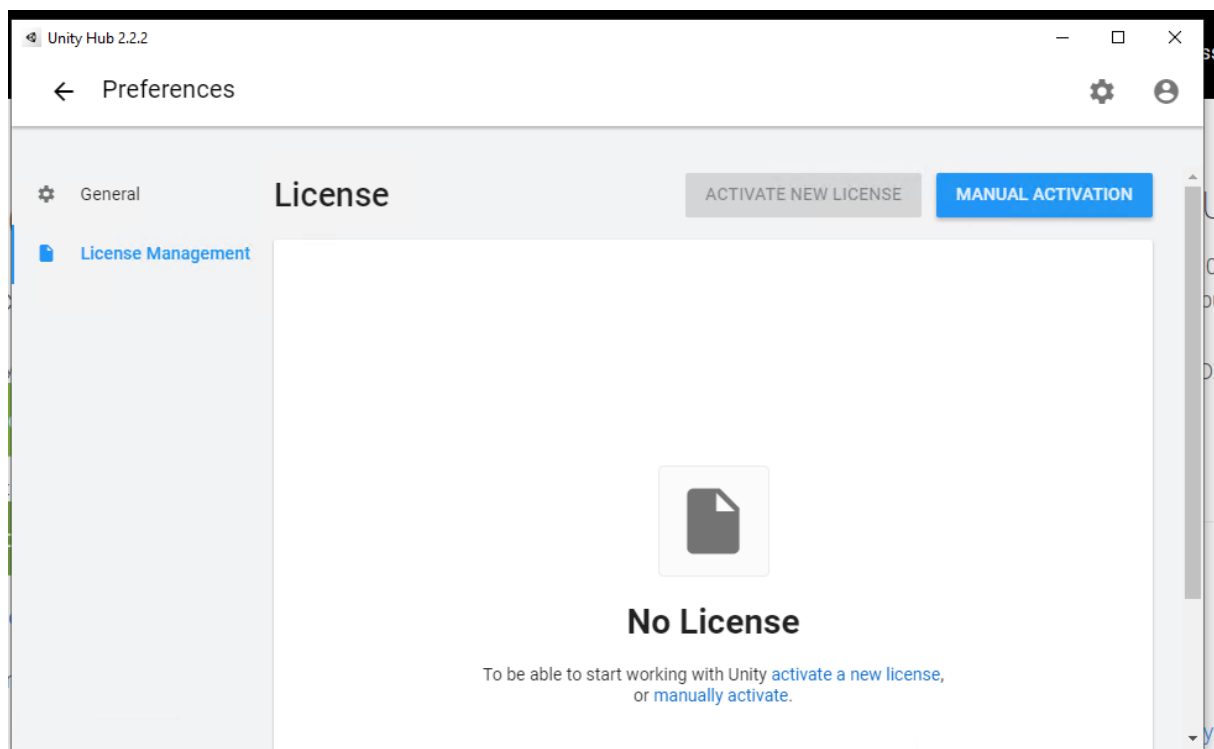 Unity Hub 2.2.2
Preferences
General
License Management
License
ACTIVATE NEW LICENSE
MANUAL ACTIVATION
No License
To be able to start working with Unity activate a new license,
or manually activate.